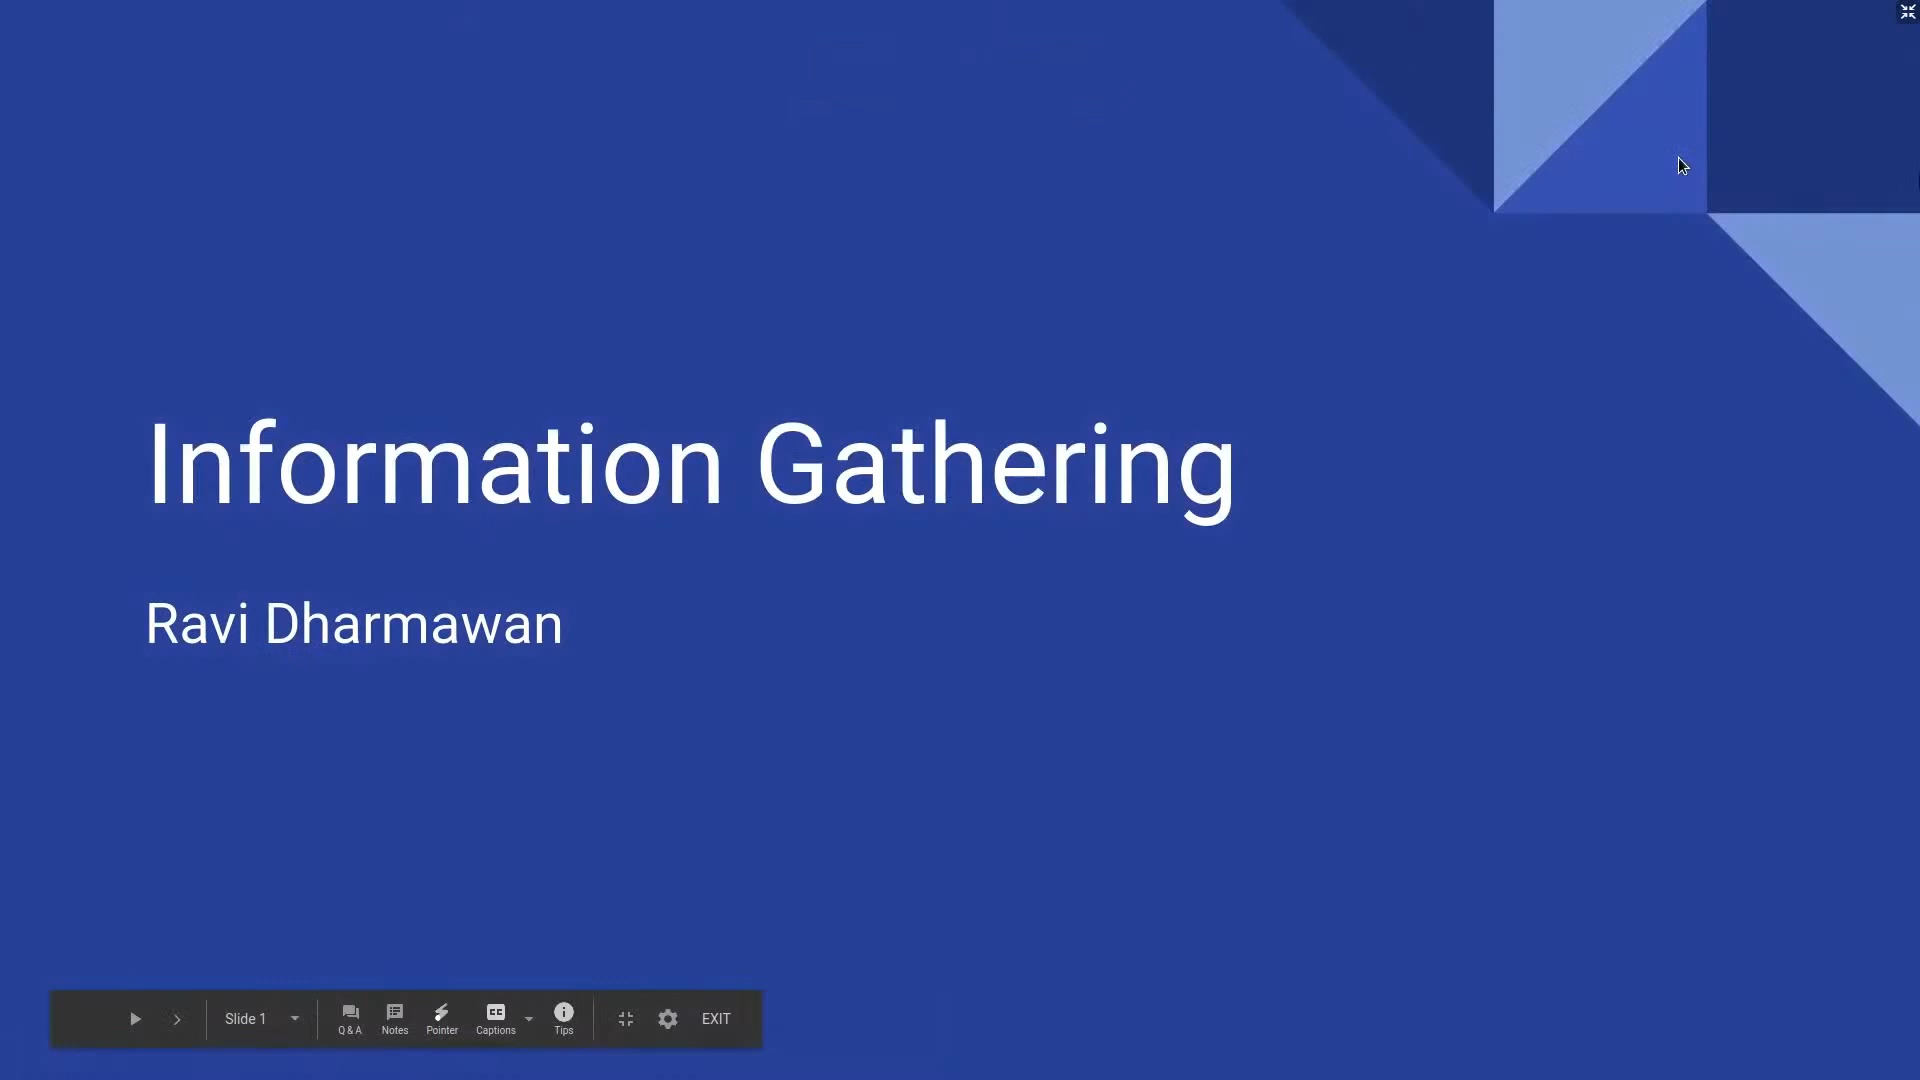 Information Gathering
Ravi Dharmawan
Slide 1
Q & A
Notes
Pointer
Captions
Tips
EXIT